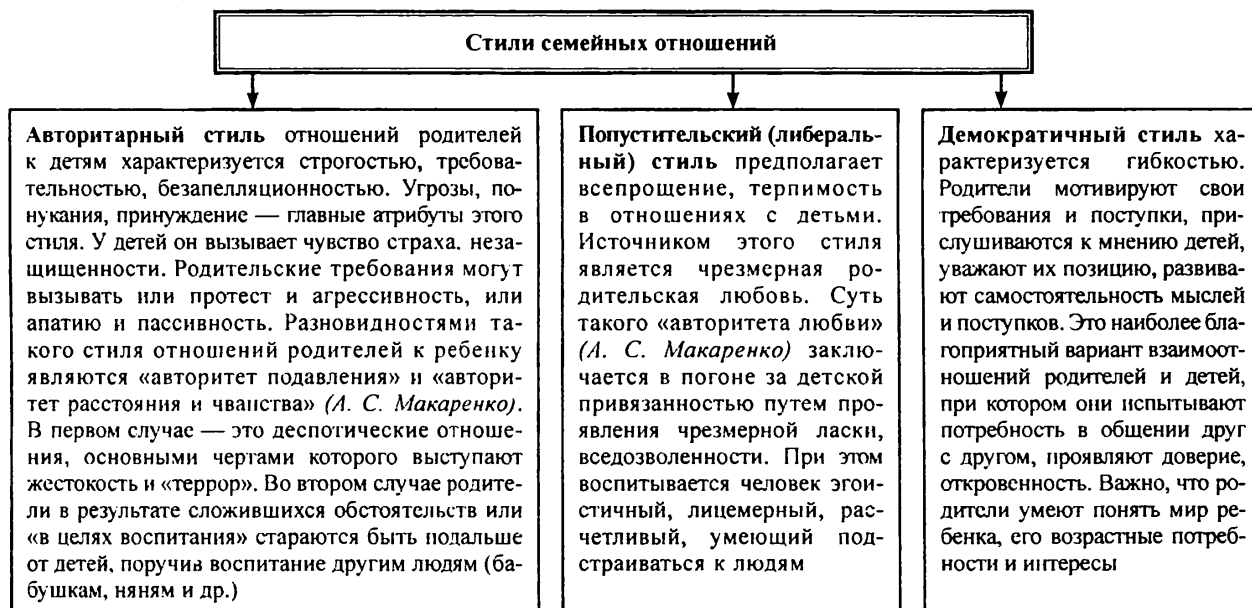 Стили семейных отношений
Авторитарный стиль отношений родителей
к детям характеризуется строгостью, требова-
тельностью, безапелляционностью. Угрозы, по-
нукания, принуждение — главные атрибуты этого
стиля. У детей он вызывает чувство страха. неза-
щищенности. Родительские требования могут
вызывать или протест и агрессивность, или
апатию и пассивность. Разновидностями та-
кого стиля отношений родителей к ребенку
являются «авторитет подавления» и «автори-
тет расстояния и чванства» (А. С. Макаренко).
В первом случае — это деспотические отноше-
ния, основными чертами которого выступают
жестокость и «террор». Во втором случае родите-
ли в результате сложившихся обстоятельств или
«в целях воспитания» стараются быть подальше
от детей, поручив воспитание другим людям (ба-
бушкам, няням и др.)
Попустительский (либераль-
ный) стиль предполагает
всепрощение, терпимость
в отношениях с детьми.
Источником этого стиля
является чрезмерная ро-
дительская любовь. Суть
такого «авторитета любви»
(А. С. Макаренко) заклю-
чается в погоне за детской
привязанностью путем про-
явления чрезмерной ласки,
вседозволенности. При этом
воспитывается человек эгои-
стичный, лицемерный, рас-
четливый, умеющий под-
страиваться к людям
Демократичный стиль ха-
рактеризуется гибкостью.
Родители мотивируют свои
требования и поступки, при-
слушиваются к мнению детей,
уважают их позицию, развива-
ют самостоятельность мыслей
и поступков. Это наиболее бла-
гоприятный вариант взаимоот-
ношений родителей и детей,
при котором они испытывают
потребность в общении друг
с другом, проявляют доверие,
откровенность. Важно, что ро-
дители умеют понять мир ре-
бенка, его возрастные потреб-
ности и интересы